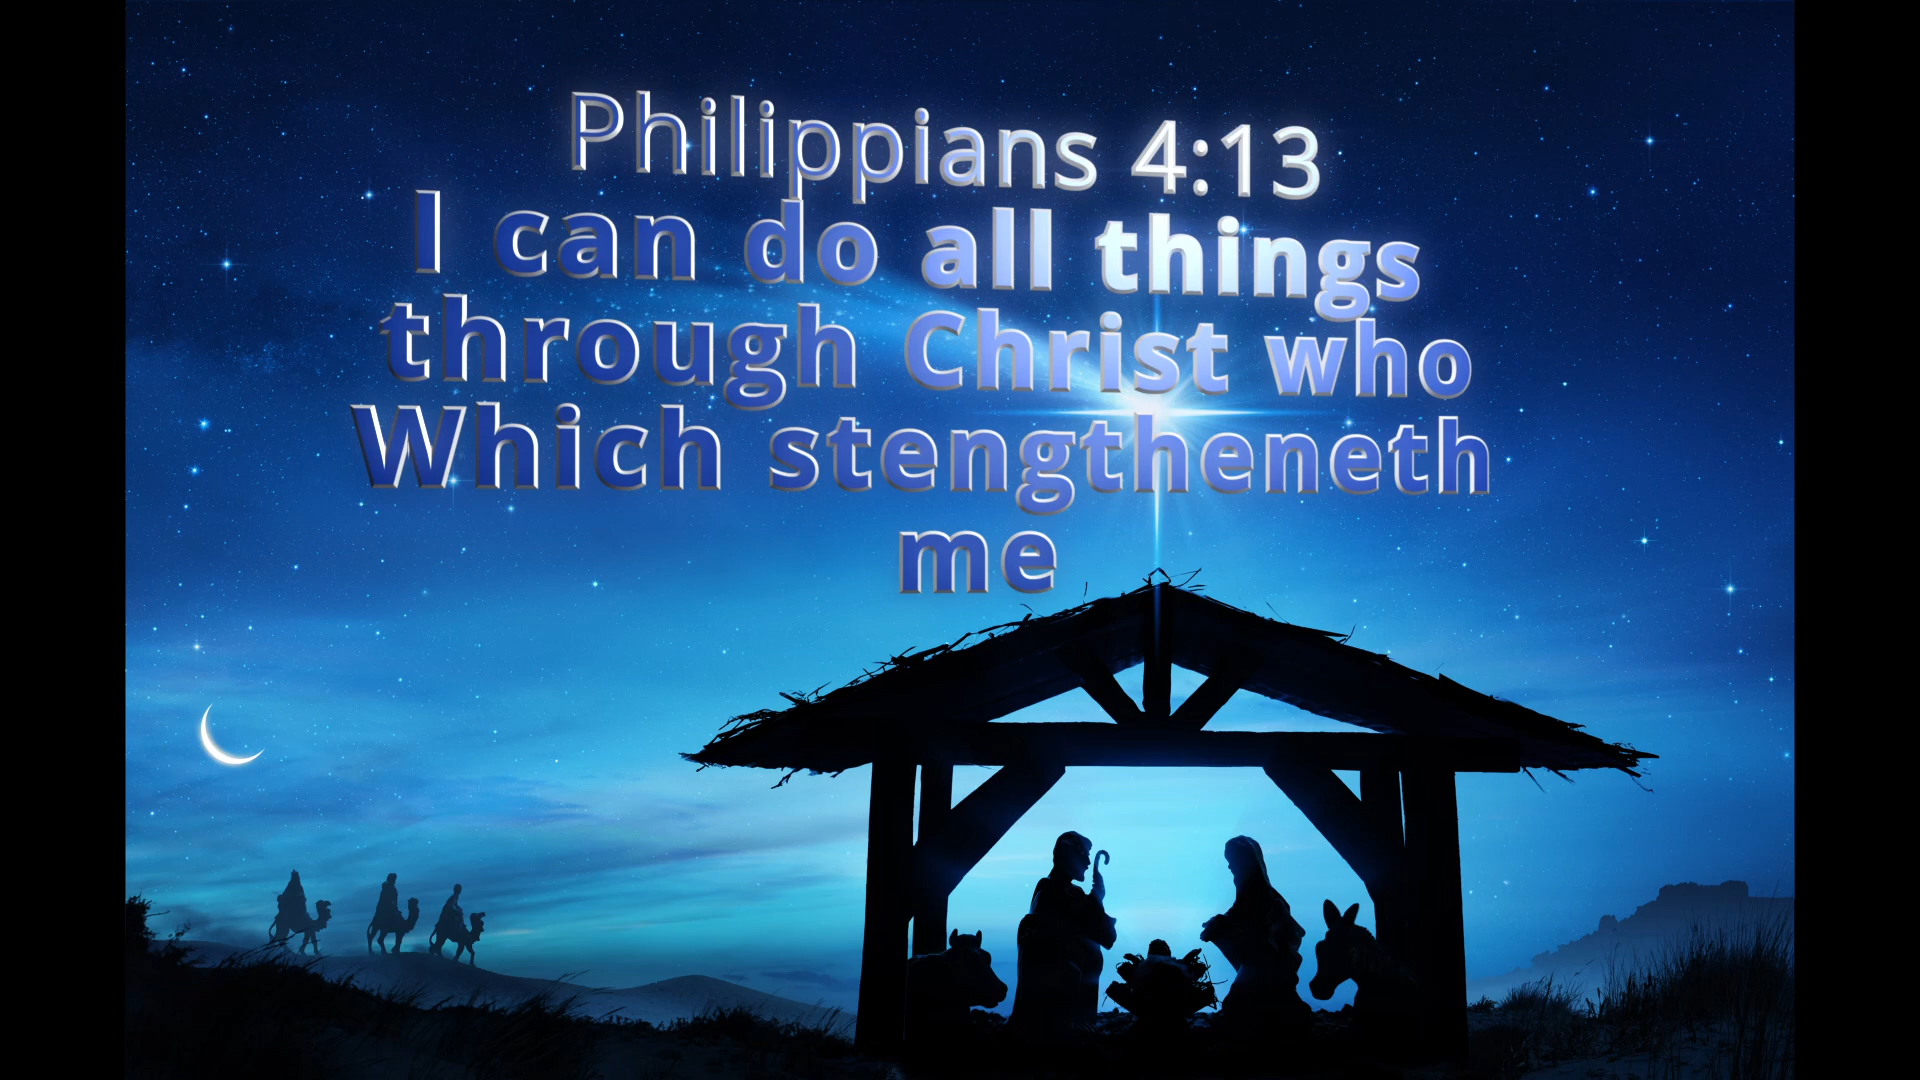 Philippians 4:13
I can do all things
through Christ who
Which stengtheneth
me